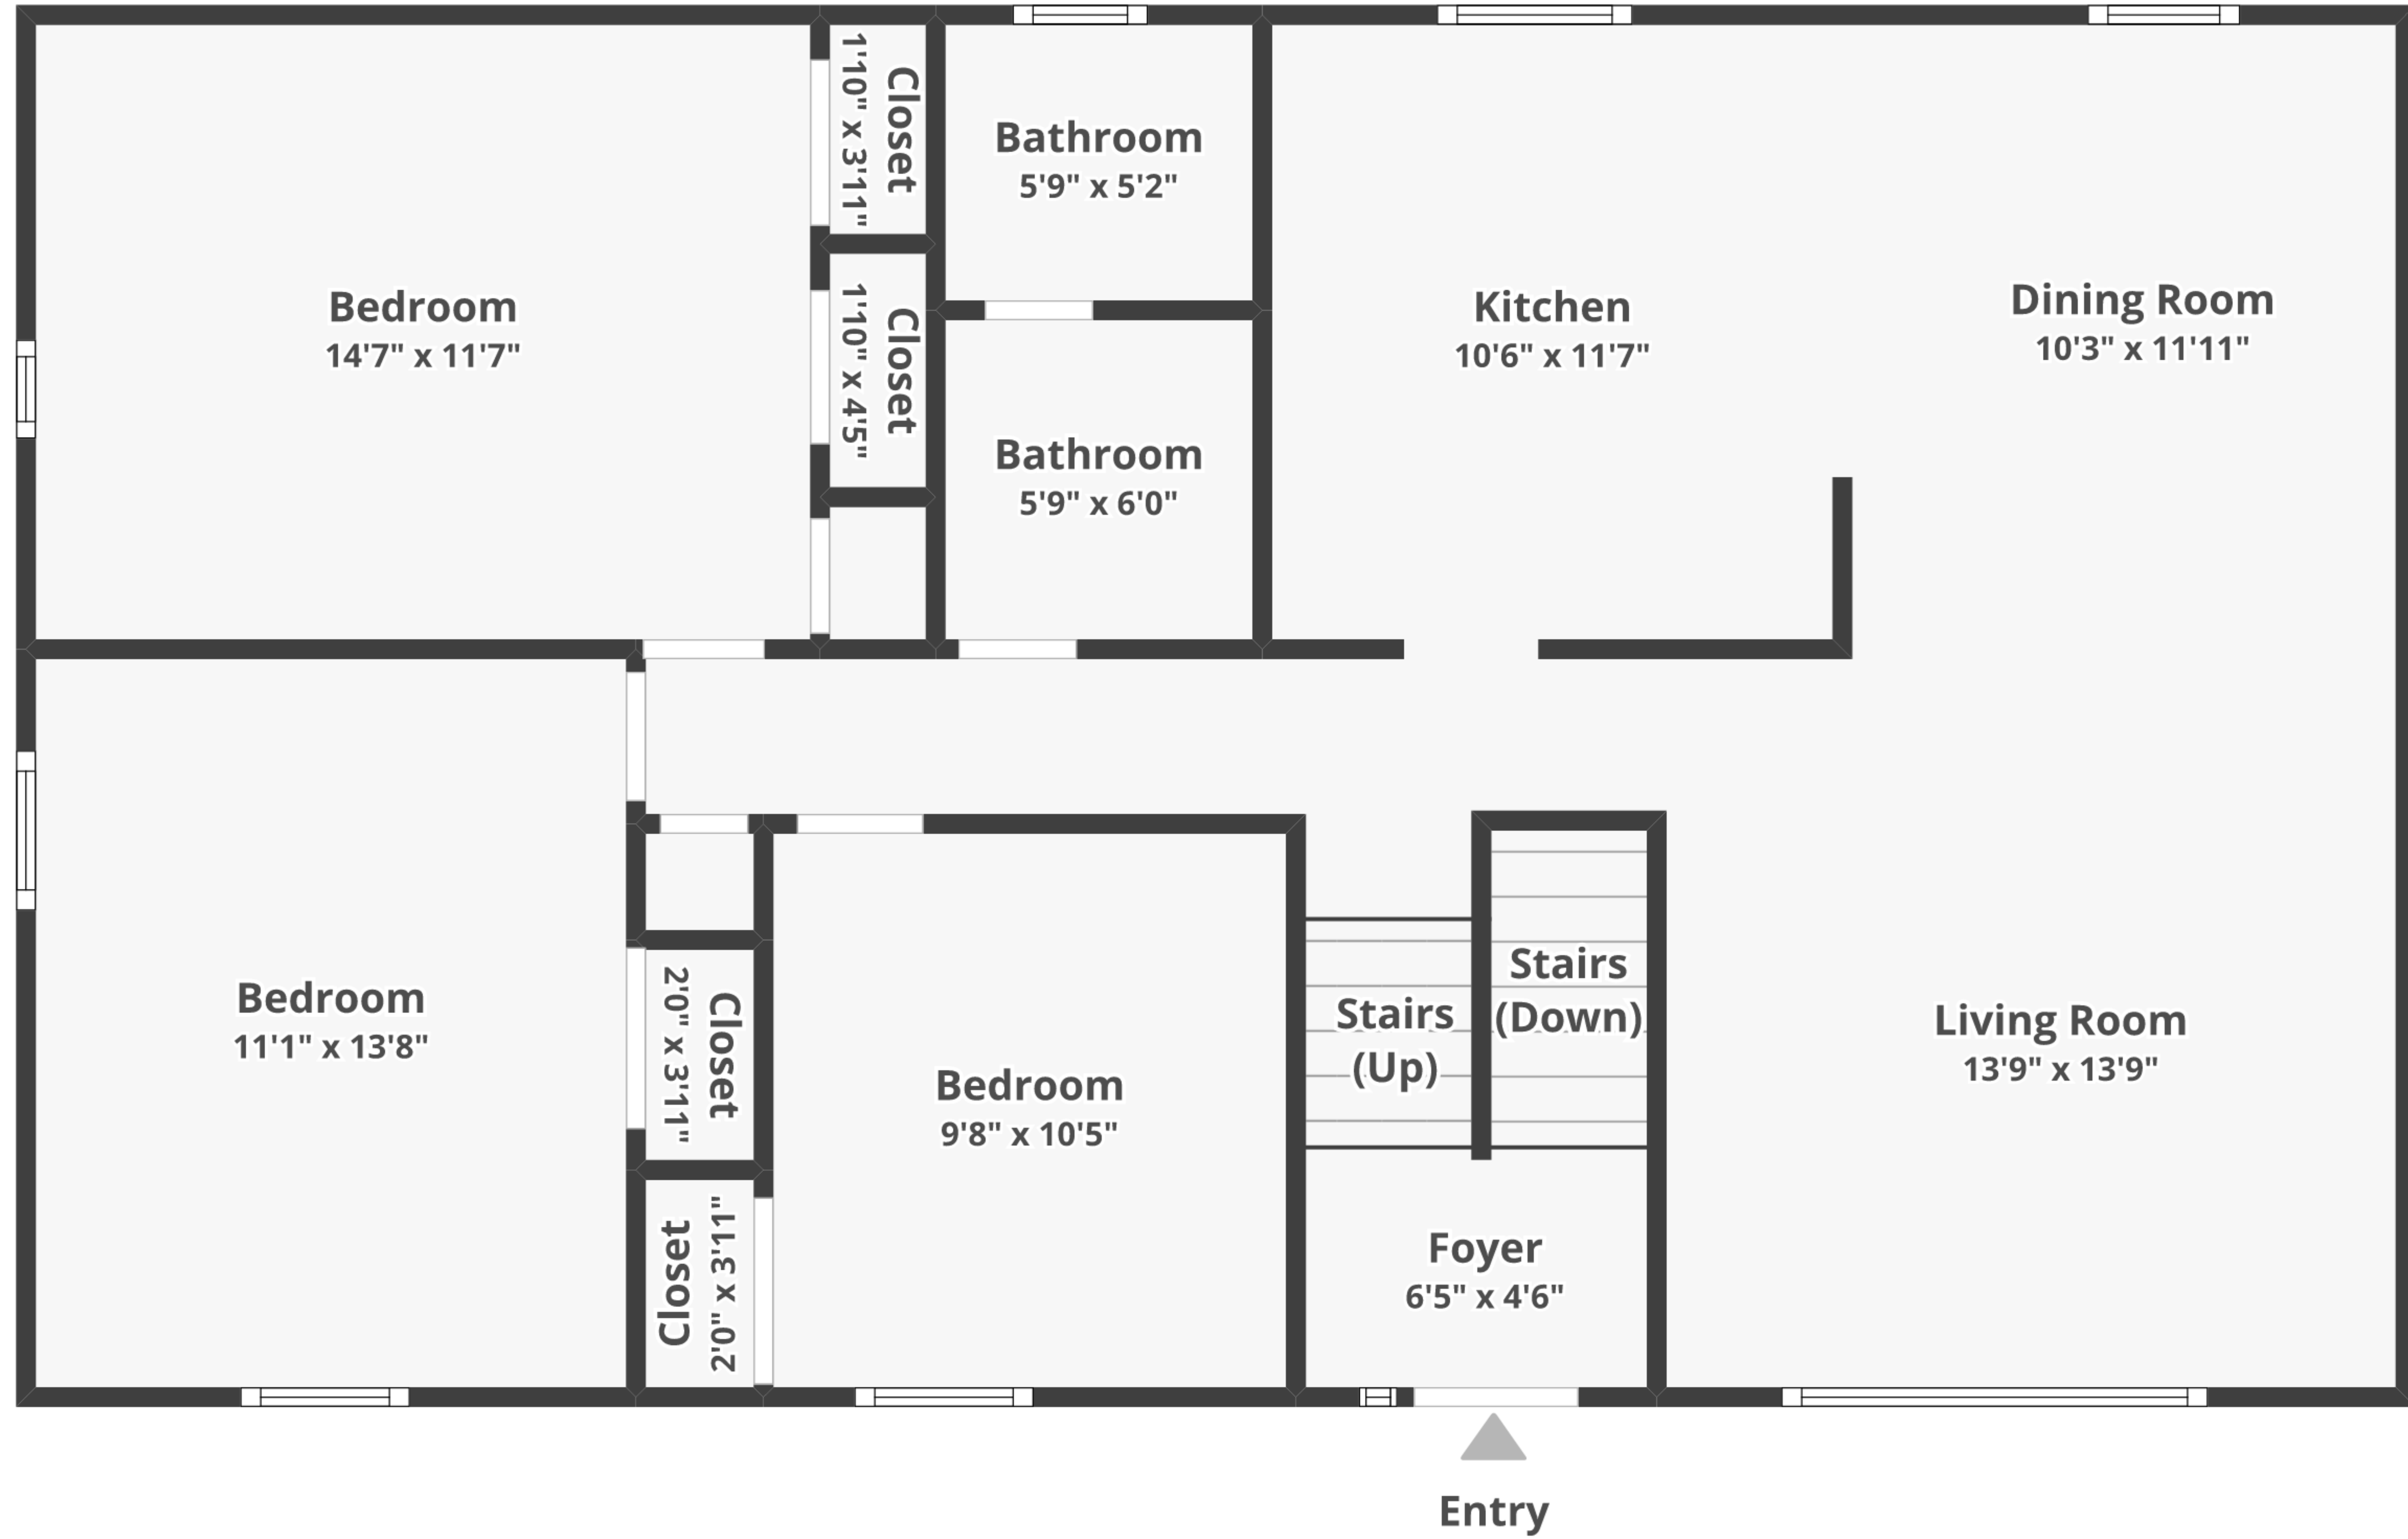 Closet
1'10" x 3'11"
Bathroom
5'9" x 5'2"
Bedroom
14'7" x 11'7"
Closet
1'10" x 4'5"
Kitchen
10'6" x 11'7"
Dining Room
10'3" x 11'11"
Bathroom
5'9" x 6'0"
Bedroom
11'1" x 13'8"
Closet
2'0" x 3'11"
Bedroom
9'8" x 10'5"
Stairs
(Up)
Stairs
(Down)
Living Room
13'9" x 13'9"
Closet
2'0" x 3'11"
Foyer
6'5" x 4'6"
Entry